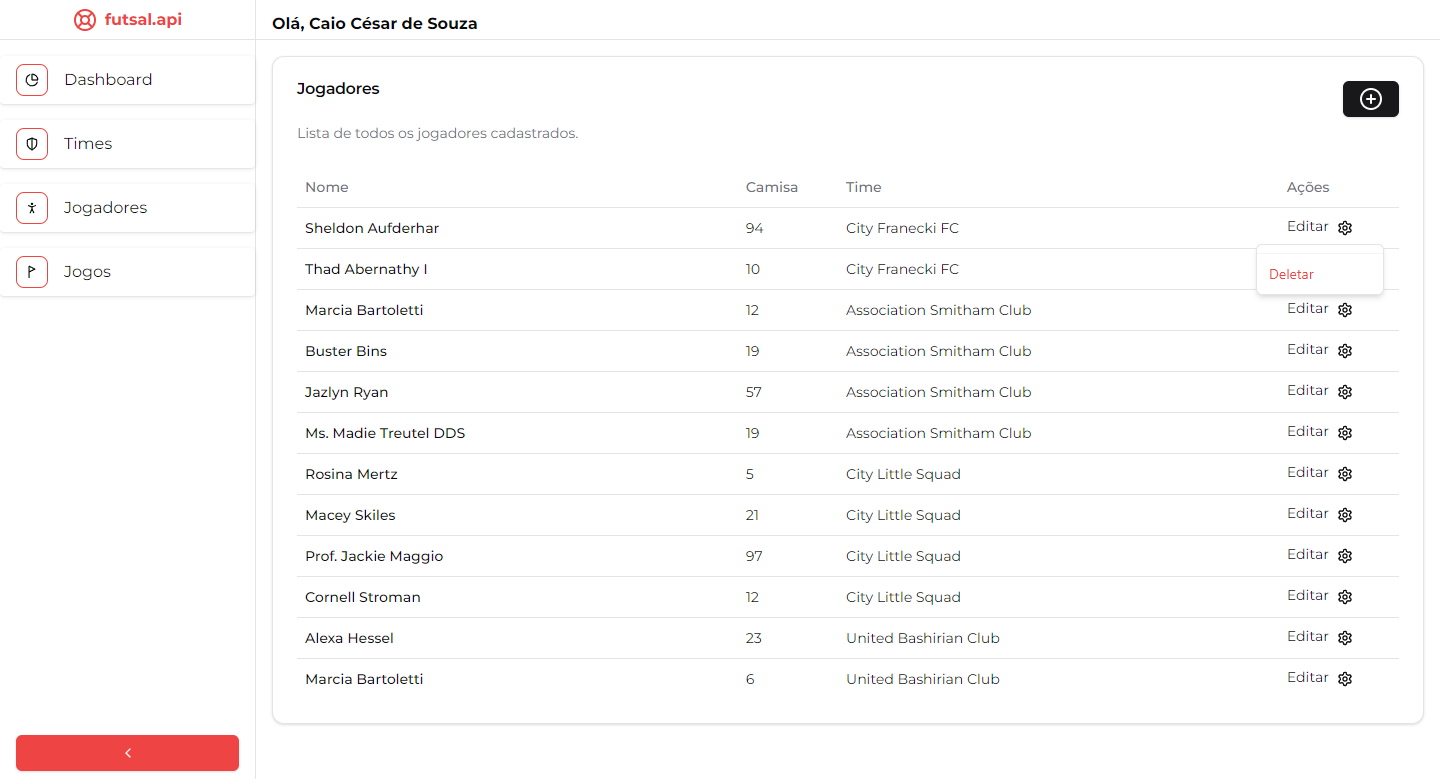 futsal.api
Olá, Caio César de Souza
Dashboard
Times
Jogadores
Jogos
Jogadores
Lista de todos os jogadores cadastrados.
Nome Camisa Time Ações
Sheldon Aufderhar 94 City Franecki FC Editar
Thad Abernathy I 10 City Franecki FC
Deletar
Marcia Bartoletti 12 Association Smitham Club Editar
Buster Bins 19 Association Smitham Club Editar
Jazlyn Ryan 57 Association Smitham Club Editar
Ms. Madie Treutel DDS 19 Association Smitham Club Editar
Rosina Mertz 5 City Little Squad Editar
Macey Skiles 21 City Little Squad Editar
Prof. Jackie Maggio 97 City Little Squad Editar
Cornell Stroman 12 City Little Squad Editar
Alexa Hessel 23 United Bashirian Club Editar
Marcia Bartoletti 6 United Bashirian Club Editar